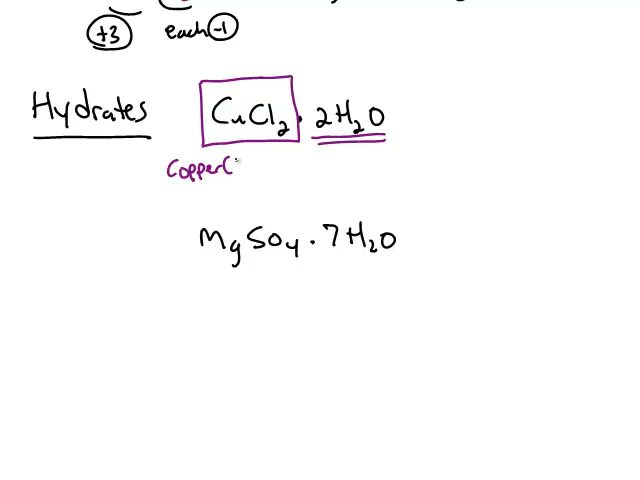 +3 each -1
Hydrates CuCl₂ · 2H₂O
Copper(
MgSO₄ · 7H₂O